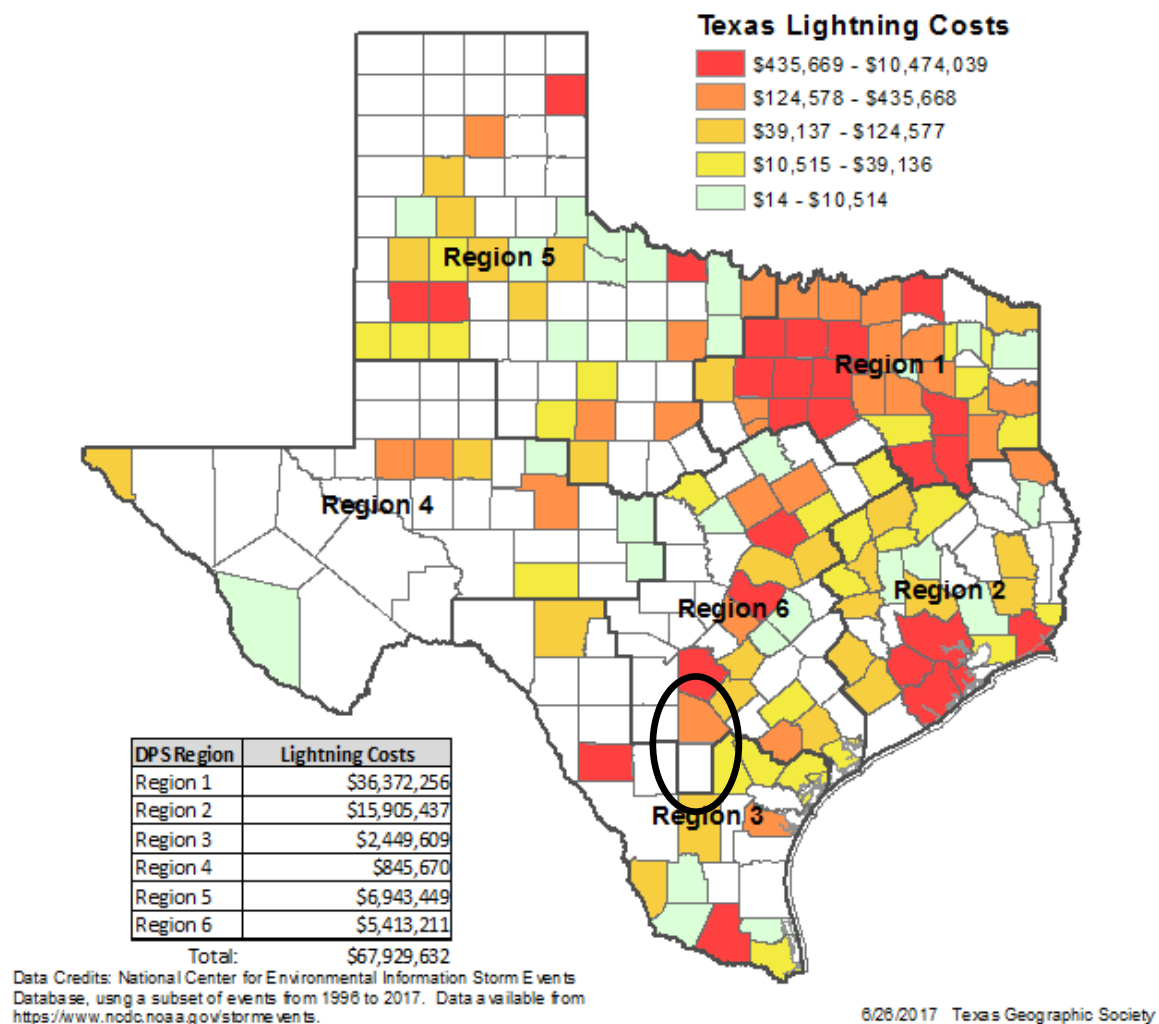 Texas Lightning Costs
$435,669 - $10,474,039
$124,578 - $435,668
$39,137 - $124,577
$10,515 - $39,136
$14 - $10,514
Region 5
Region 1
Region 4
Region 2
Region 6
Region 3
DPS Region Lightning Costs
Region 1 $36,372,256
Region 2 $15,905,437
Region 3 $2,449,609
Region 4 $845,670
Region 5 $6,943,449
Region 6 $5,413,211
Total: $67,929,632
Data Credits: National Center for Environmental Information Storm Events
Database, usng a subset of events from 1996 to 2017. Data available from
https://www.ncdc.noaa.gov/stormevents.
6/26/2017 Texas Geographic Society